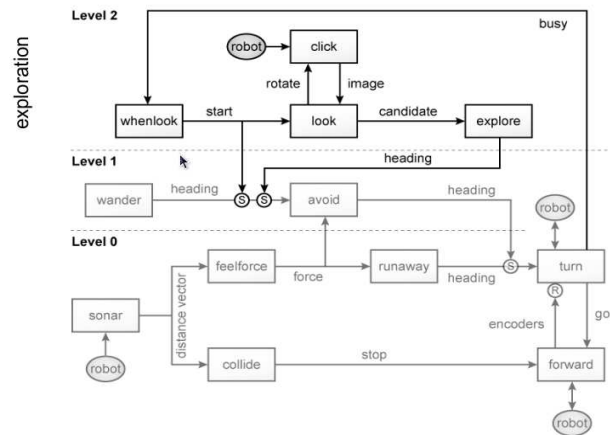 Level 2
busy
exploration
robot
click
rotate
image
whenlook
start
look
candidate
explore
Level 1
heading
wander
heading
S
S
avoid
heading
robot
Level 0
feelforce
force
runaway
heading
S
turn
R
sonar
distance vector
encoders
go
robot
collide
stop
forward
robot